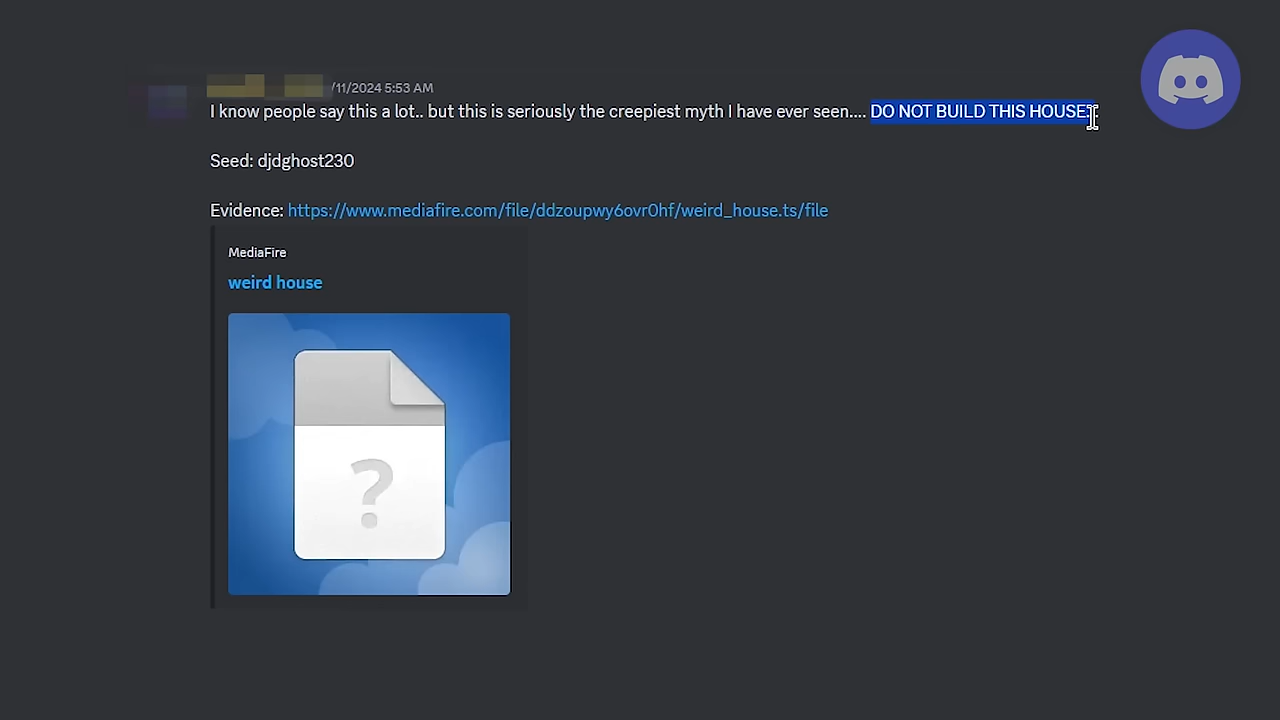 /11/2024 5:53 AM
I know people say this a lot.. but this is seriously the creepiest myth I have ever seen.... DO NOT BUILD THIS HOUSE.
Seed: djdghost230
Evidence: https://www.mediafire.com/file/ddzoupwy6ovr0hf/weird_house.ts/file
MediaFire
weird house
?